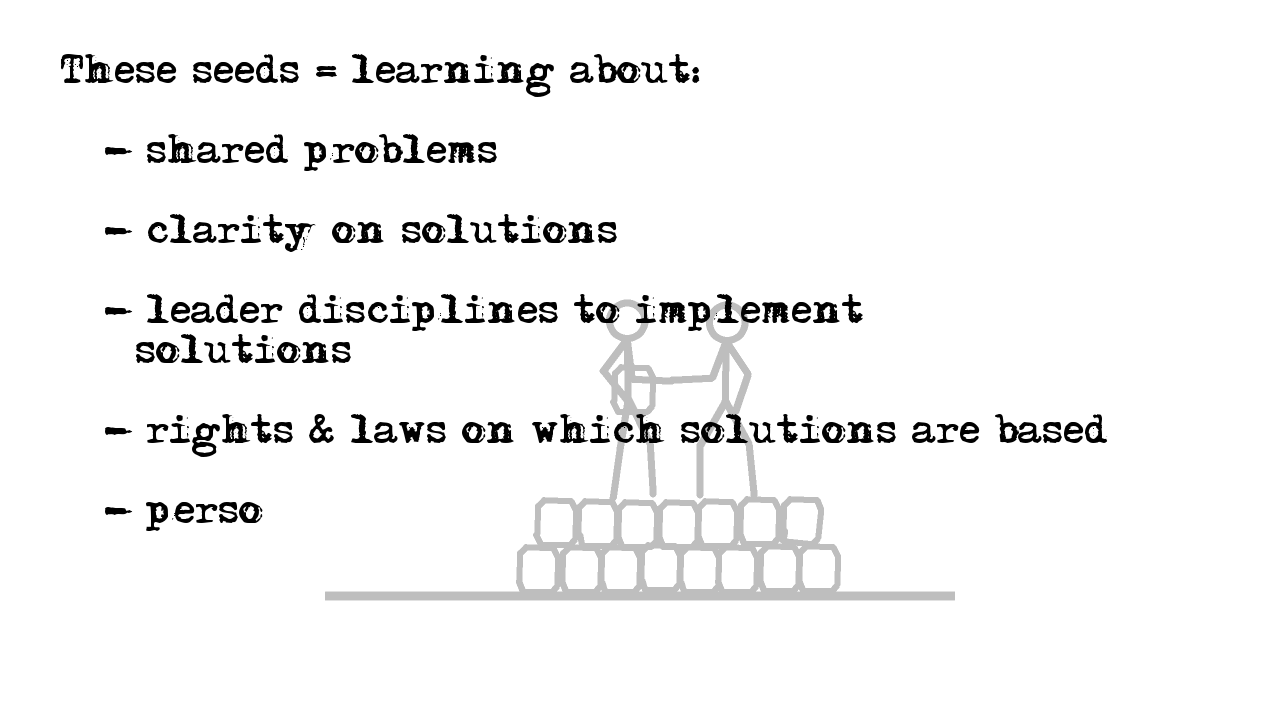 These seeds = learning about:
- shared problems
- clarity on solutions
- leader disciplines to implement
solutions
- rights & laws on which solutions are based
- perso